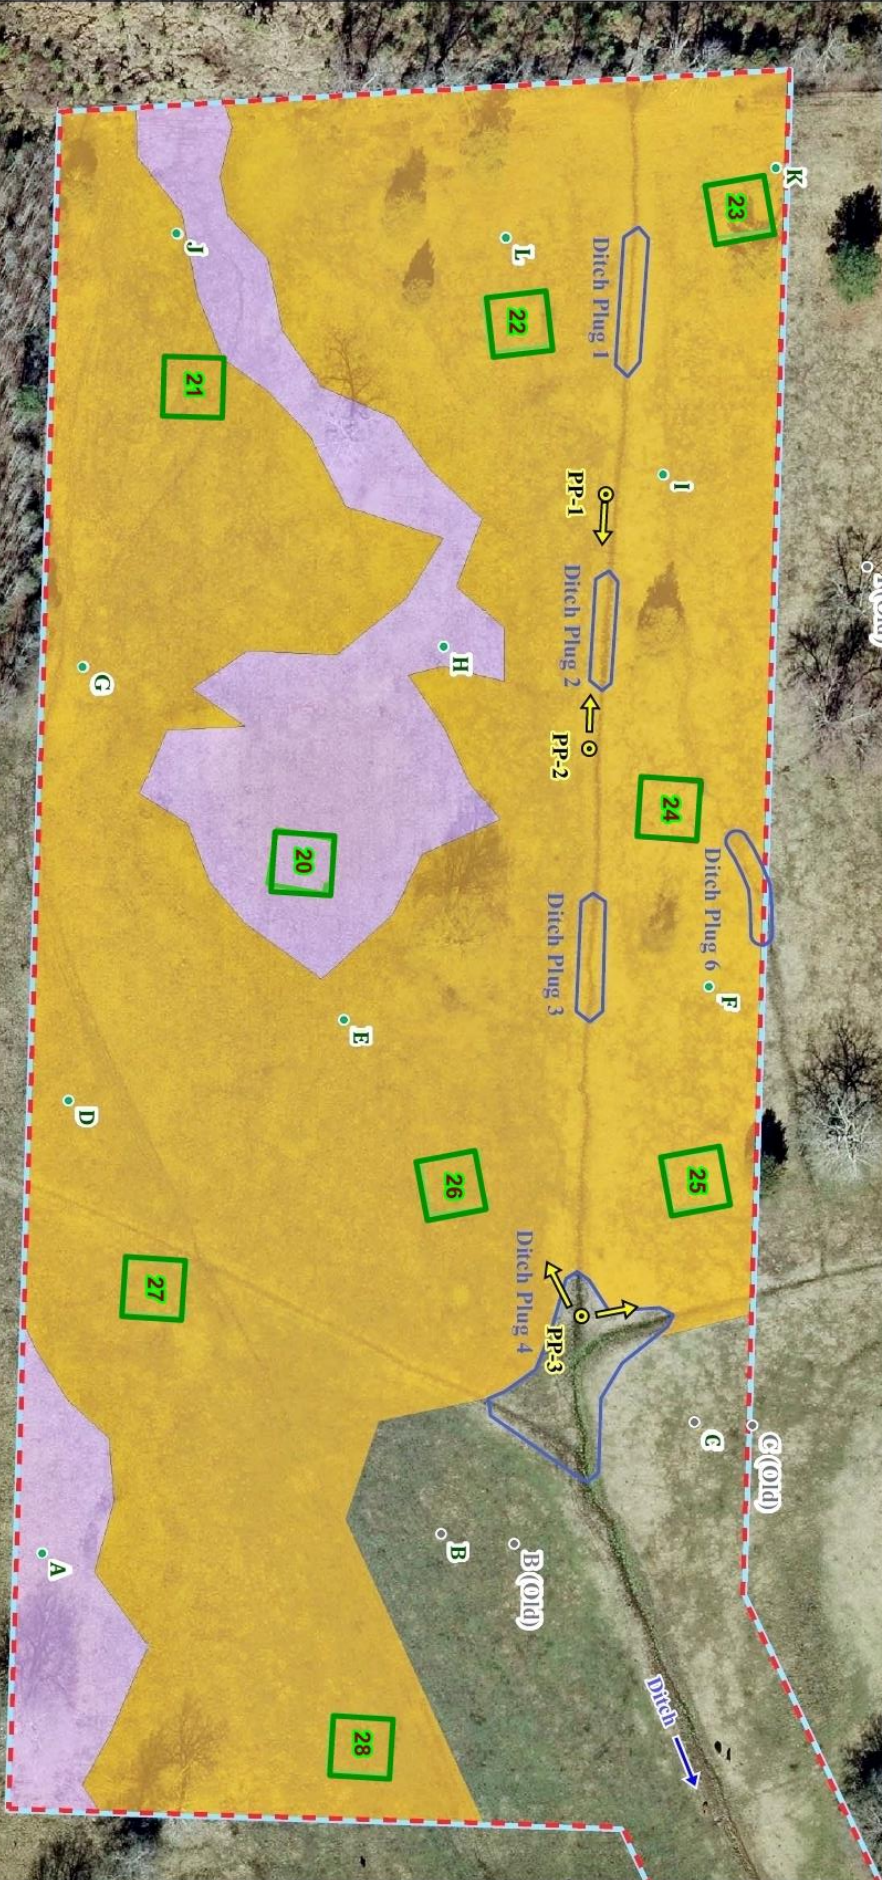 K
23
J
L
Ditch Plug 1
22
21
I
PP-1
Ditch Plug 2
H
G
PP-2
24
20
Ditch Plug 6
Ditch Plug 3
F
E
D
26
25
27
Ditch Plug 4
PP-3
C
C (Old)
B
B (Old)
A
Ditch
28